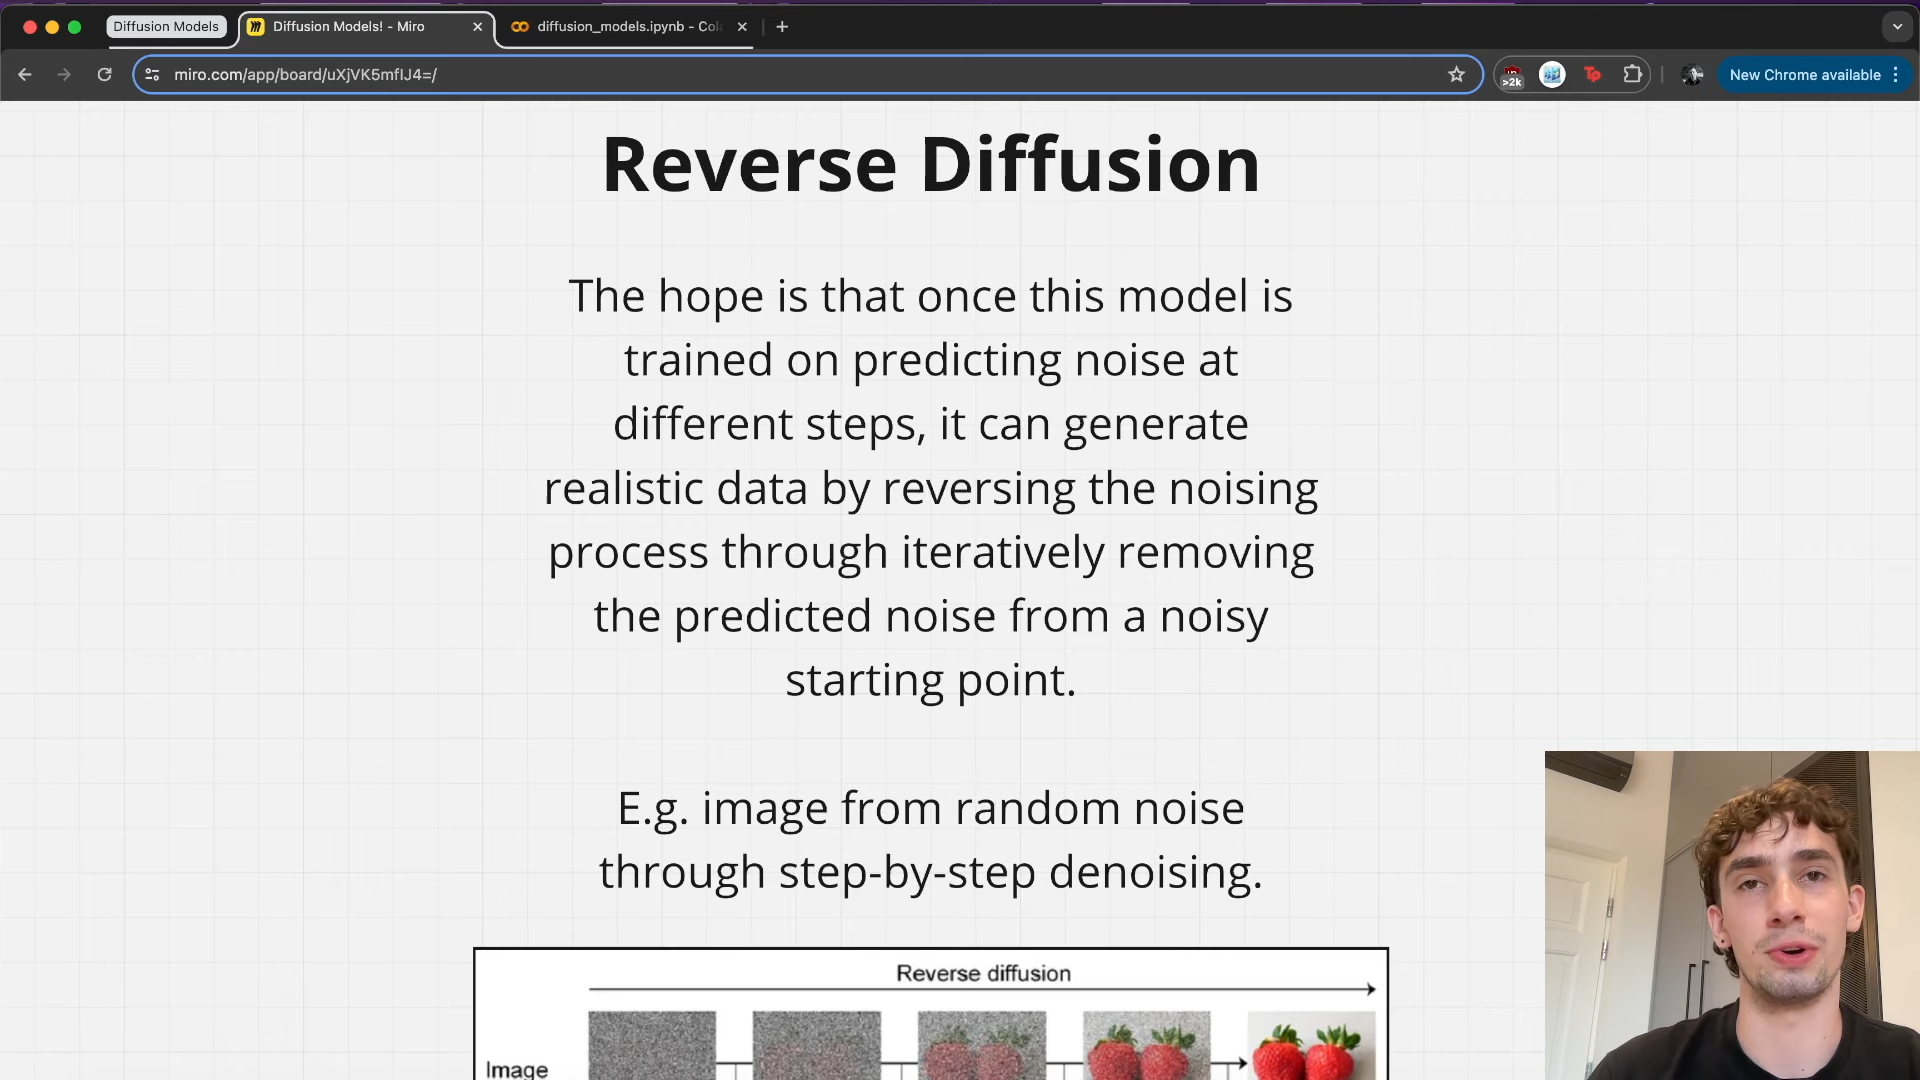 Diffusion Models
Diffusion Models! - Miro
diffusion_models.ipynb - Col
miro.com/app/board/uXjVK5mfIJ4=/
>2k
New Chrome available
Reverse Diffusion
The hope is that once this model is
trained on predicting noise at
different steps, it can generate
realistic data by reversing the noising
process through iteratively removing
the predicted noise from a noisy
starting point.
E.g. image from random noise
through step-by-step denoising.
Reverse diffusion
Image